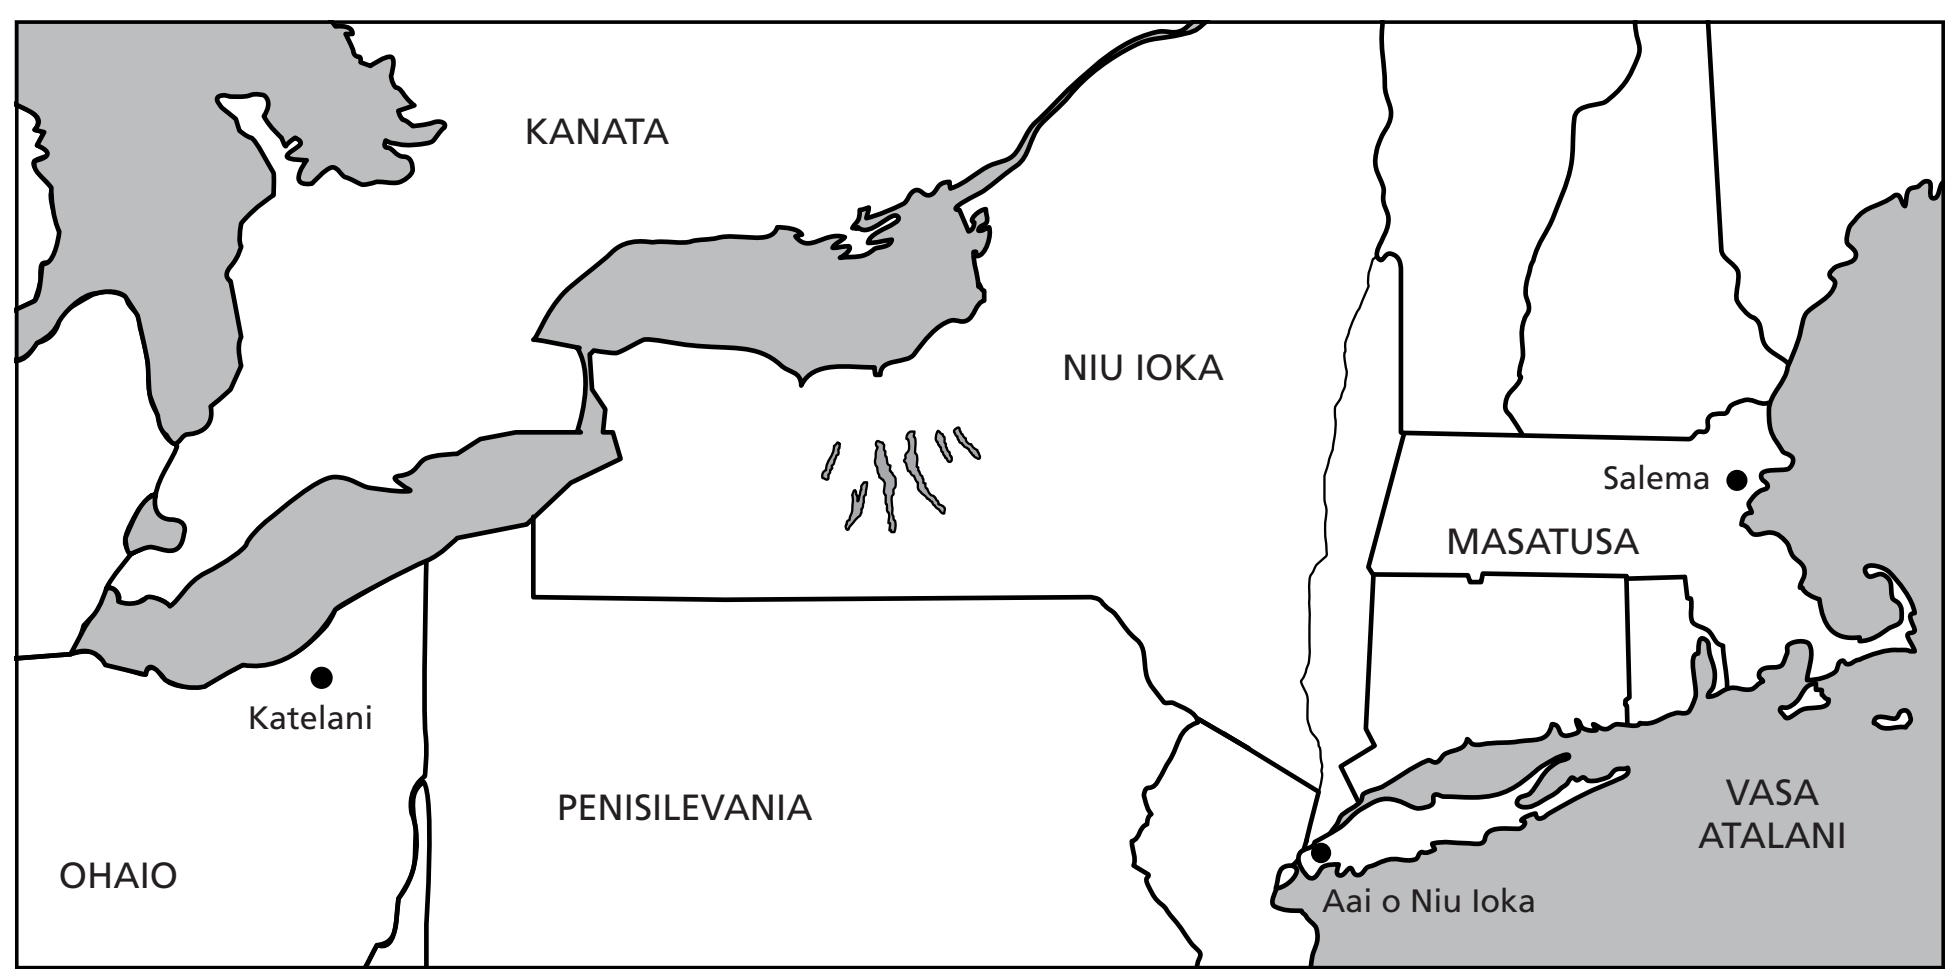 KANATA
NIU IOKA
Salema
MASATUSA
Katelani
PENISILEVANIA
VASA
ATALANI
OHAIO
Aai o Niu Ioka